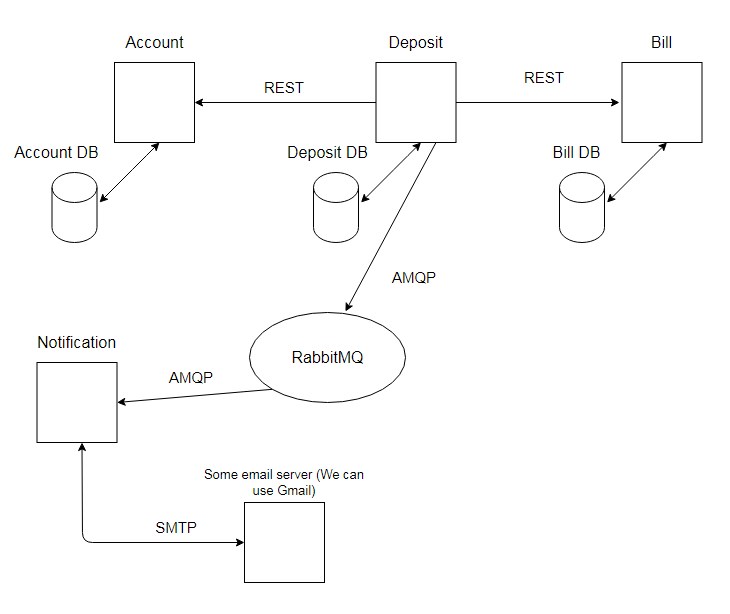 Account
Deposit
Bill
REST
REST
Account DB
Deposit DB
Bill DB
AMQP
Notification
RabbitMQ
AMQP
Some email server (We can
use Gmail)
SMTP